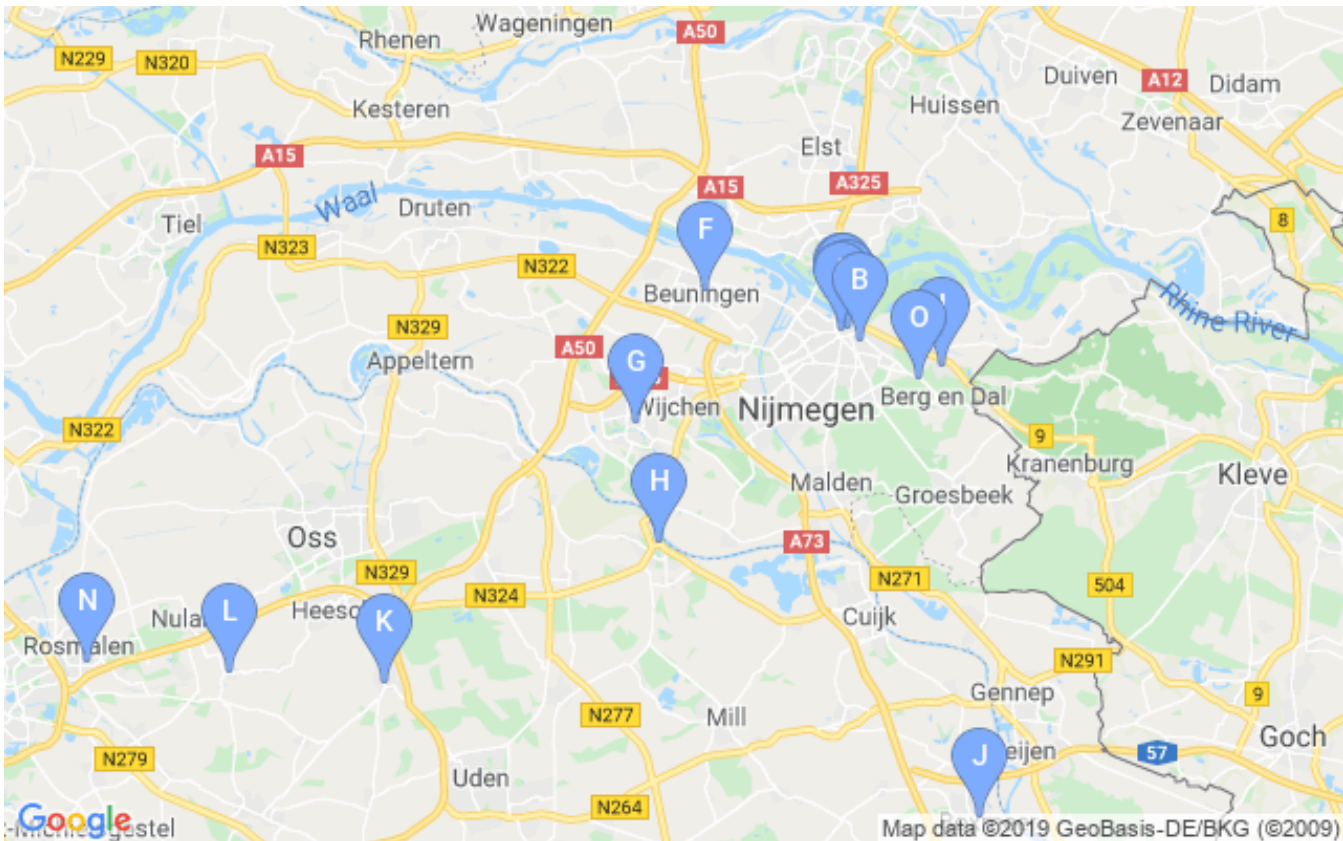 Wageningen
Rhenen
A50
N229
N320
Duiven
A12
Didam
Kesteren
Huissen
Zevenaar
Elst
A15
A15
A325
Waal
Druten
Tiel
F
8
N323
N322
B
Beuningen
O
Rhine River
N329
A50
Appeltern
G
Wijchen
Nijmegen
Berg en Dal
N322
9
Kranenburg
Kleve
H
Malden
Groesbeek
Oss
A73
N329
N271
504
N324
N
L
K
Cuijk
Rosmalen
N291
Gennep
9
N277
Mill
J
Goch
57
N279
Uden
N264
Google
Map data ©2019 GeoBasis-DE/BKG (©2009)